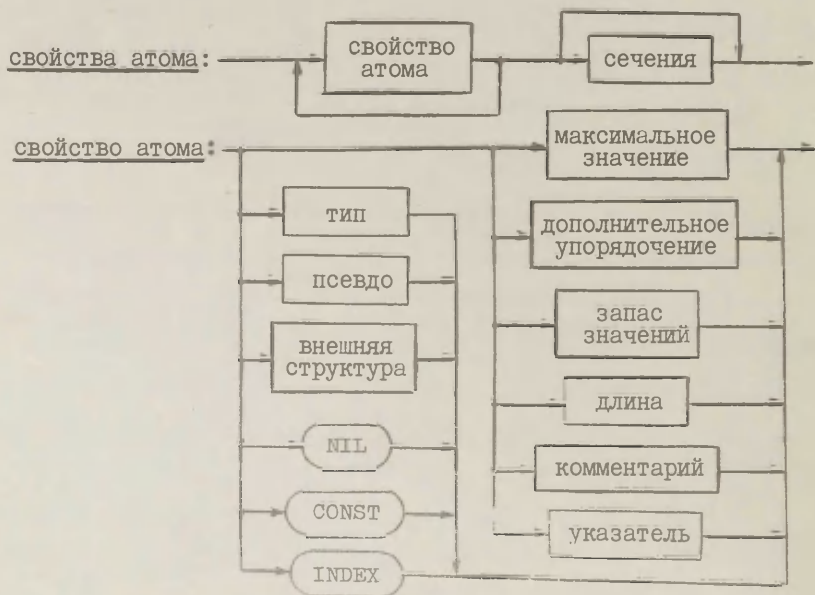 свойства атома:
свойство
атома
сечения
свойство атома:
максимальное
значение
тип
дополнительное
упорядочение
псевдо
запас
значений
внешняя
структура
длина
NIL
комментарий
CONST
указатель
INDEX